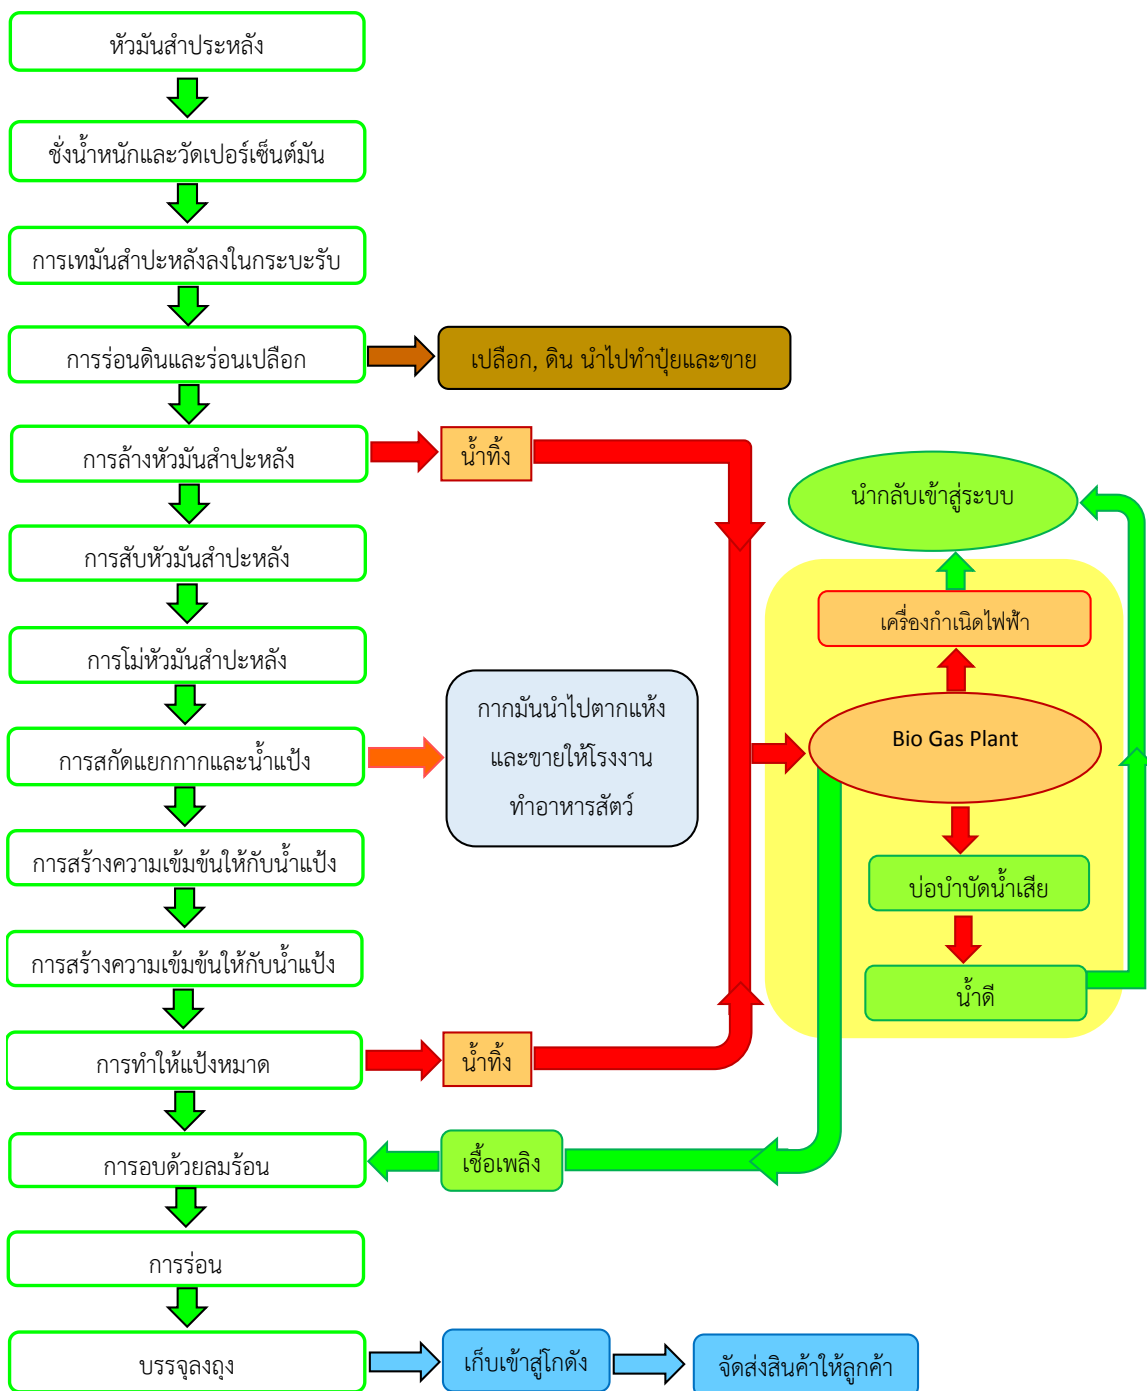 หัวมันสำประหลัง
ชั่งน้ำหนักและวัดเปอร์เซ็นต์มัน
การเทมันสำปะหลังลงในกระบะรับ
การร่อนดินและร่อนเปลือก
เปลือก, ดิน นำไปทำปุ๋ยและขาย
การล้างหัวมันสำปะหลัง
น้ำทิ้ง
นำกลับเข้าสู่ระบบ
การสับหัวมันสำปะหลัง
เครื่องกำเนิดไฟฟ้า
การโม่หัวมันสำปะหลัง
กากมันนำไปตากแห้ง
และขายให้โรงงาน
ทำอาหารสัตว์
Bio Gas Plant
การสกัดแยกกากและน้ำแป้ง
การสร้างความเข้มข้นให้กับน้ำแป้ง
บ่อบำบัดน้ำเสีย
การสร้างความเข้มข้นให้กับน้ำแป้ง
น้ำดี
การทำให้แป้งหมาด
น้ำทิ้ง
การอบด้วยลมร้อน
เชื้อเพลิง
การร่อน
บรรจุลงถุง
เก็บเข้าสู่โกดัง
จัดส่งสินค้าให้ลูกค้า